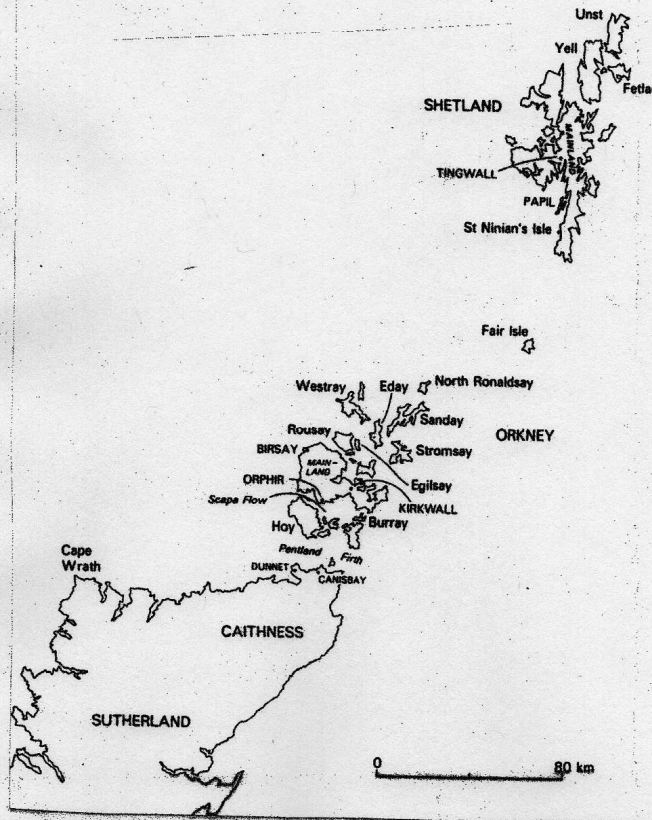 Unst
Yell
Fetla
SHETLAND
MAINLAND
TINGWALL
PAPIL
St Ninian's Isle
Fair Isle
Westray
Eday
North Ronaldsay
Sanday
Rousay
ORKNEY
BIRSAY
Stromsay
MAIN-
LAND
ORPHIR
Egilsay
Scapa Flow
KIRKWALL
Hoy
Burray
Pentland Firth
Cape
Wrath
DUNNET
CANISBAY
CAITHNESS
SUTHERLAND
0 80 km